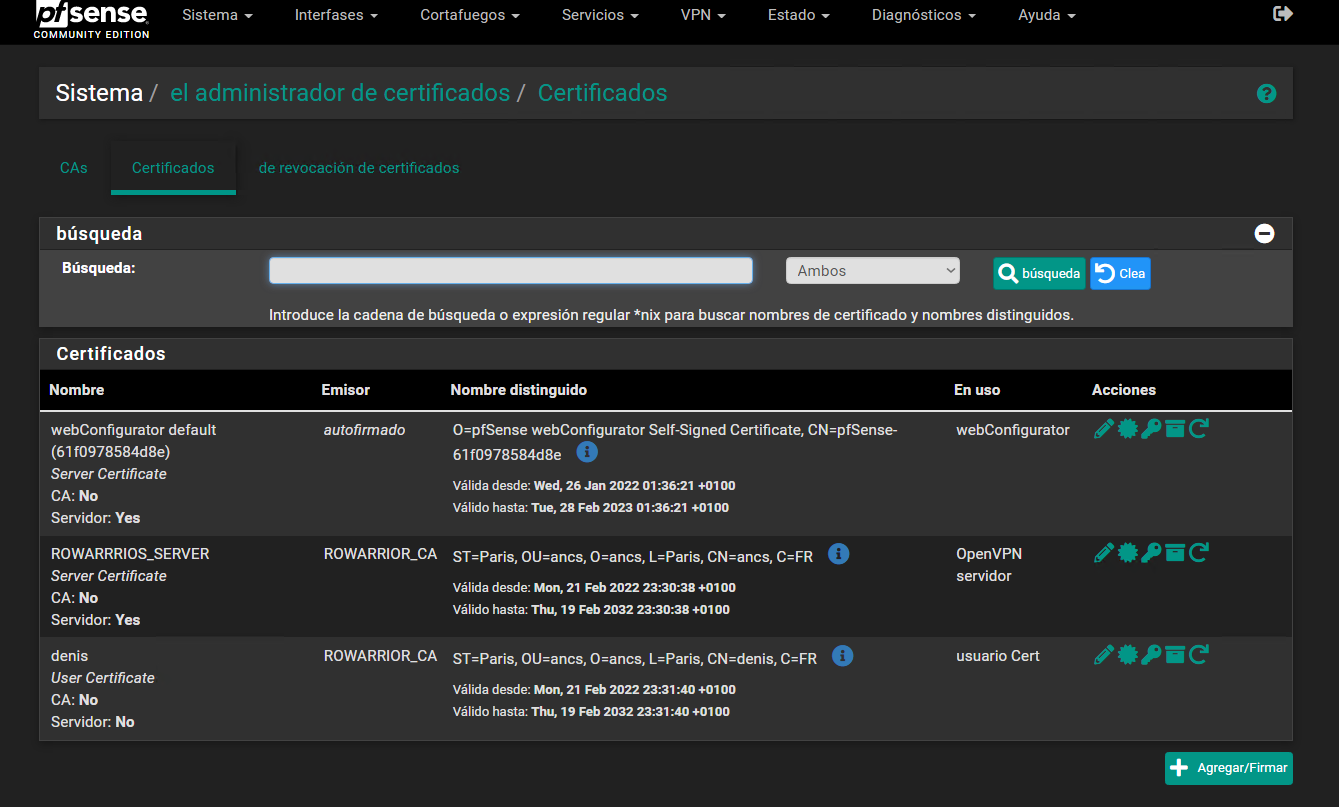 pfsense
COMMUNITY EDITION
Sistema Interfases Cortafuegos Servicios VPN Estado Diagnósticos Ayuda
Sistema / el administrador de certificados / Certificados
CAs Certificados de revocación de certificados
búsqueda
Búsqueda: Ambos búsqueda Clea
Introduce la cadena de búsqueda o expresión regular *nix para buscar nombres de certificado y nombres distinguidos.
Certificados
Nombre Emisor Nombre distinguido En uso Acciones
webConfigurator default autofirmado O=pfSense webConfigurator Self-Signed Certificate, CN=pfSense- webConfigurator
(61f0978584d8e) 61f0978584d8e
Server Certificate Válida desde: Wed, 26 Jan 2022 01:36:21 +0100
CA: No Válido hasta: Tue, 28 Feb 2023 01:36:21 +0100
Servidor: Yes
ROWARRRIOS_SERVER ROWARRIOR_CA ST=Paris, OU=ancs, O=ancs, L=Paris, CN=ancs, C=FR OpenVPN
Server Certificate Válida desde: Mon, 21 Feb 2022 23:30:38 +0100 servidor
CA: No Válido hasta: Thu, 19 Feb 2032 23:30:38 +0100
Servidor: Yes
denis ROWARRIOR_CA ST=Paris, OU=ancs, O=ancs, L=Paris, CN=denis, C=FR usuario Cert
User Certificate Válida desde: Mon, 21 Feb 2022 23:31:40 +0100
CA: No Válido hasta: Thu, 19 Feb 2032 23:31:40 +0100
Servidor: No
Agregar/Firmar